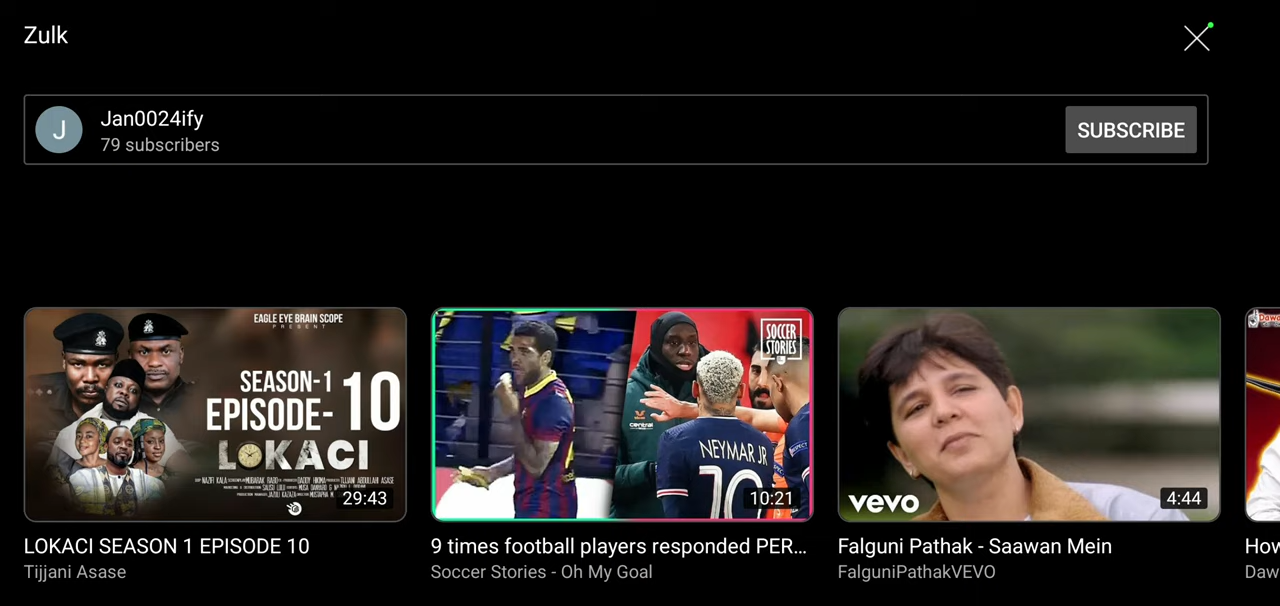 Zulk
J
Jan0024ify
79 subscribers
SUBSCRIBE
EAGLE EYE BRAIN SCOPE
PRESENT
SEASON-1
EPISODE-10
LOKACI
29:43
SOCCER
STORIES
NEYMAR JR
10
10:21
vevo
4:44
LOKACI SEASON 1 EPISODE 10
Tijjani Asase
9 times football players responded PER...
Soccer Stories - Oh My Goal
Falguni Pathak - Saawan Mein
FalguniPathakVEVO
How
Daw